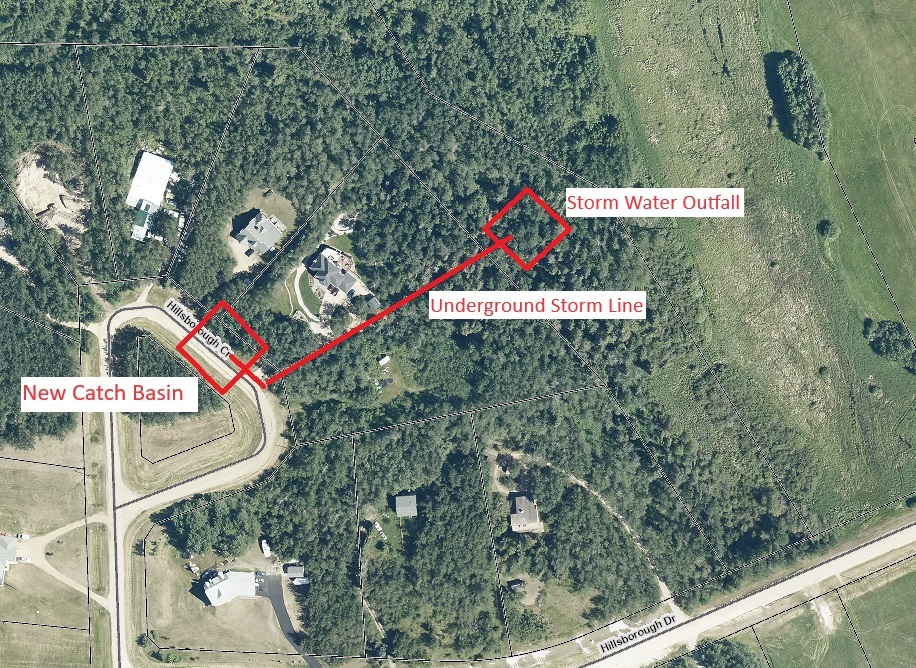 Storm Water Outfall
Underground Storm Line
Hillsborough Cr
New Catch Basin
Hillsborough Dr